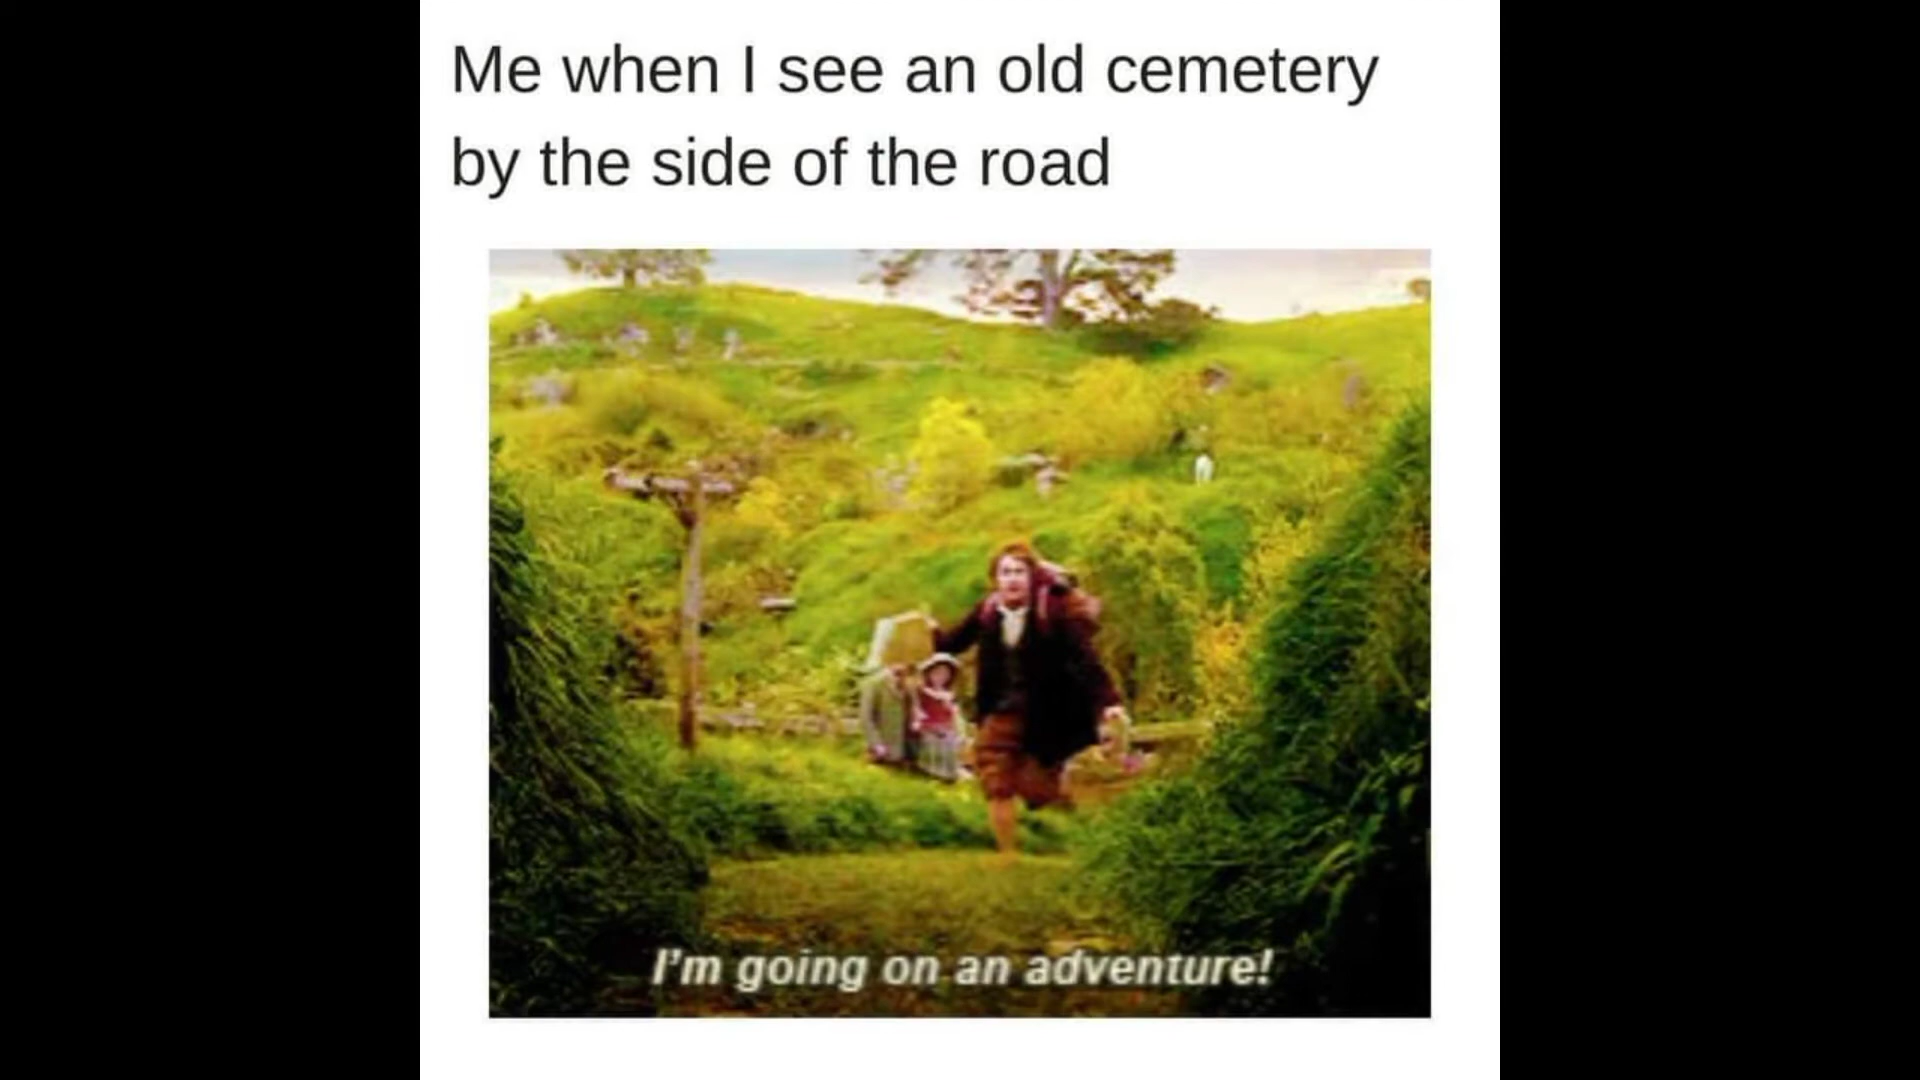 Me when I see an old cemetery
by the side of the road
I'm going on an adventure!